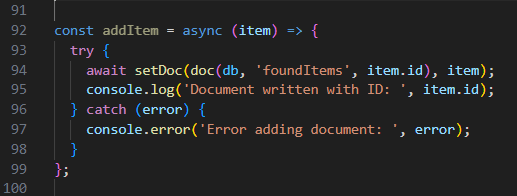 91
92 const addItem = async (item) => {
93   try {
94     await setDoc(doc(db, 'foundItems', item.id), item);
95     console.log('Document written with ID: ', item.id);
96   } catch (error) {
97     console.error('Error adding document: ', error);
98   }
99 };
100